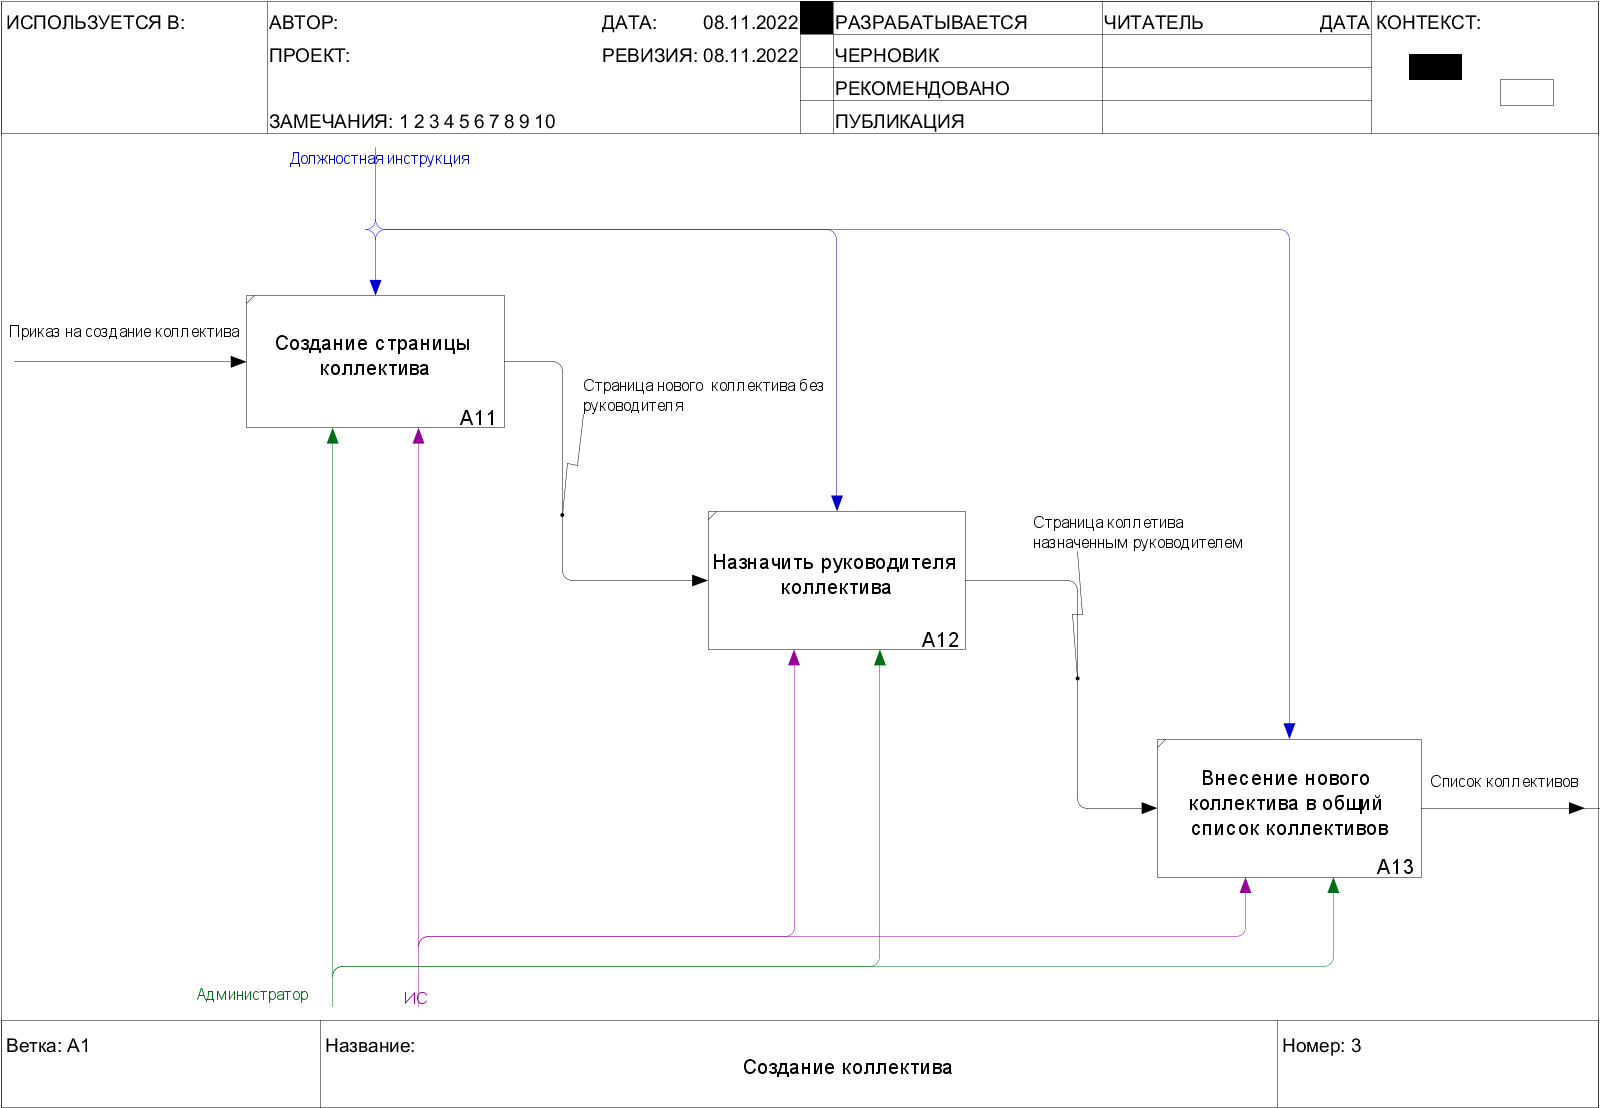 ИСПОЛЬЗУЕТСЯ В:
АВТОР:
ДАТА: 08.11.2022
РАЗРАБАТЫВАЕТСЯ
ЧИТАТЕЛЬ
ДАТА
КОНТЕКСТ:
ПРОЕКТ:
РЕВИЗИЯ: 08.11.2022
ЧЕРНОВИК
РЕКОМЕНДОВАНО
ЗАМЕЧАНИЯ: 1 2 3 4 5 6 7 8 9 10
ПУБЛИКАЦИЯ
Должностная инструкция
Приказ на создание коллектива
Создание страницы
коллектива
A11
Страница нового коллектива без
руководителя
Назначить руководителя
коллектива
A12
Страница коллетива
назначенным руководителем
Внесение нового
коллектива в общий
список коллективов
A13
Список коллективов
Администратор
ИС
Ветка: A1
Название:
Создание коллектива
Номер: 3